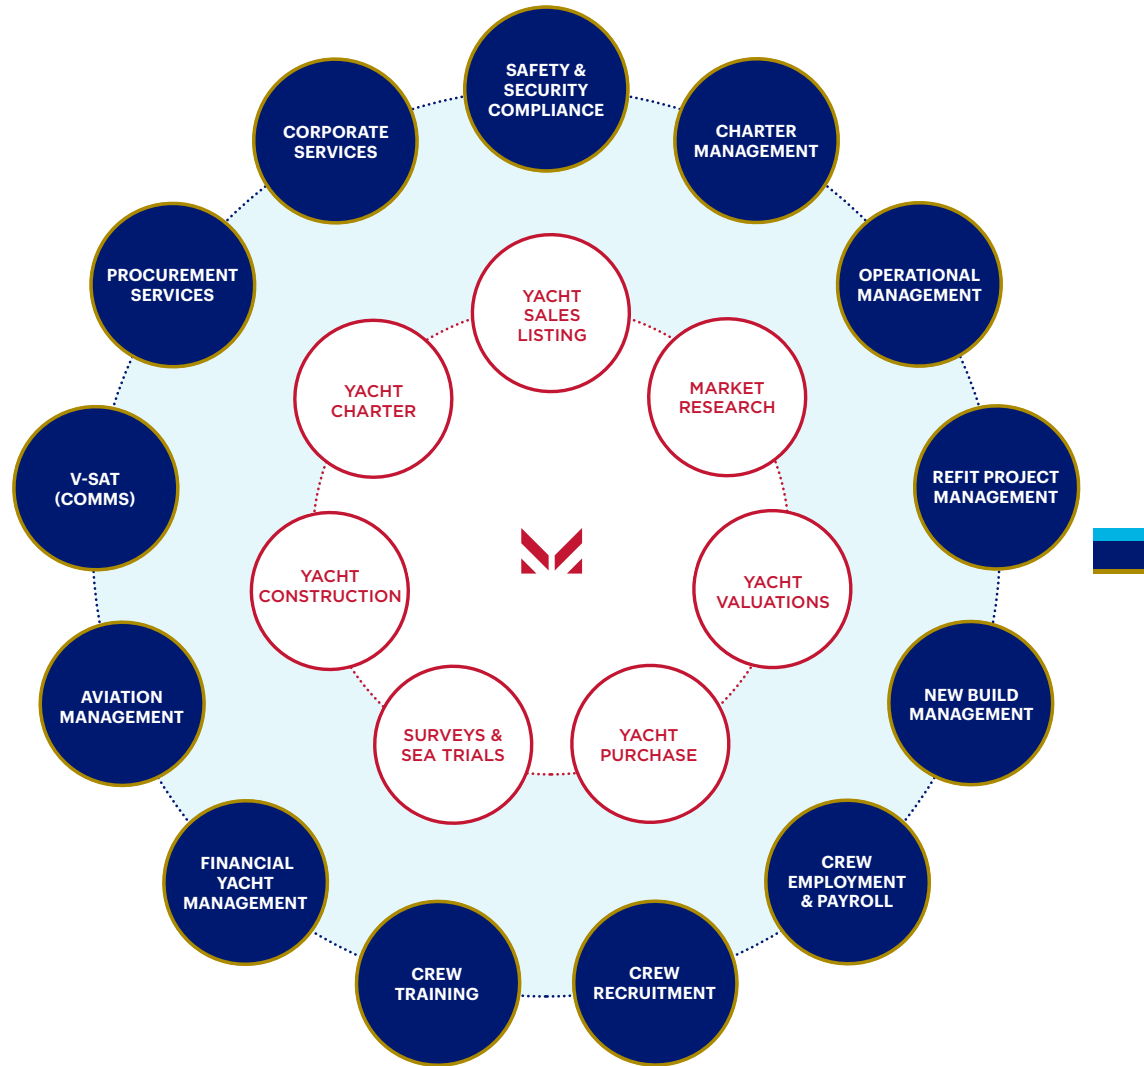 SAFETY &
SECURITY
COMPLIANCE
CHARTER
MANAGEMENT
OPERATIONAL
MANAGEMENT
REFIT PROJECT
MANAGEMENT
NEW BUILD
MANAGEMENT
CREW
EMPLOYMENT
& PAYROLL
CREW
RECRUITMENT
CREW
TRAINING
FINANCIAL
YACHT
MANAGEMENT
AVIATION
MANAGEMENT
V-SAT
(COMMS)
PROCUREMENT
SERVICES
CORPORATE
SERVICES
YACHT
SALES
LISTING
MARKET
RESEARCH
YACHT
VALUATIONS
YACHT
PURCHASE
SURVEYS &
SEA TRIALS
YACHT
CONSTRUCTION
YACHT
CHARTER